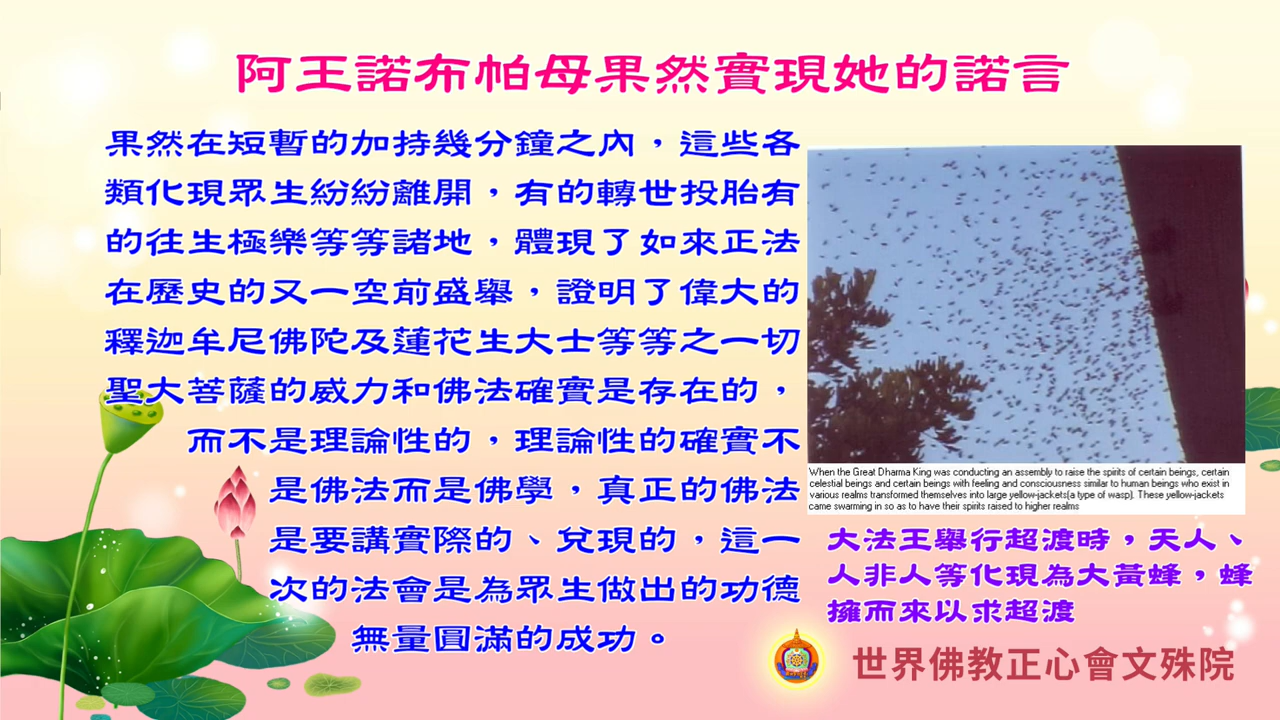 阿王諾布帕母果然實現她的諾言
果然在短暫的加持幾分鐘之內，這些各
類化現眾生紛紛離開，有的轉世投胎有
的往生極樂等等諸地，體現了如來正法
在歷史的又一空前盛舉，證明了偉大的
釋迦牟尼佛陀及蓮花生大士等等之一切
聖大菩薩的威力和佛法確實是存在的，
而不是理論性的，理論性的確實不
是佛法而是佛學，真正的佛法
是要講實際的、兌現的，這一
次的法會是為眾生做出的功德
無量圓滿的成功。
When the Great Dharma King was conducting an assembly to raise the spirits of certain beings, certain
celestial beings and certain beings with feeling and consciousness similar to human beings who exist in
various realms transformed themselves into large yellow-jackets(a type of wasp). These yellow-jackets
came swarming in so as to have their spirits raised to higher realms
大法王舉行超渡時，天人、
人非人等化現為大黃蜂，蜂
擁而來以求超渡
世界佛教正心會文殊院